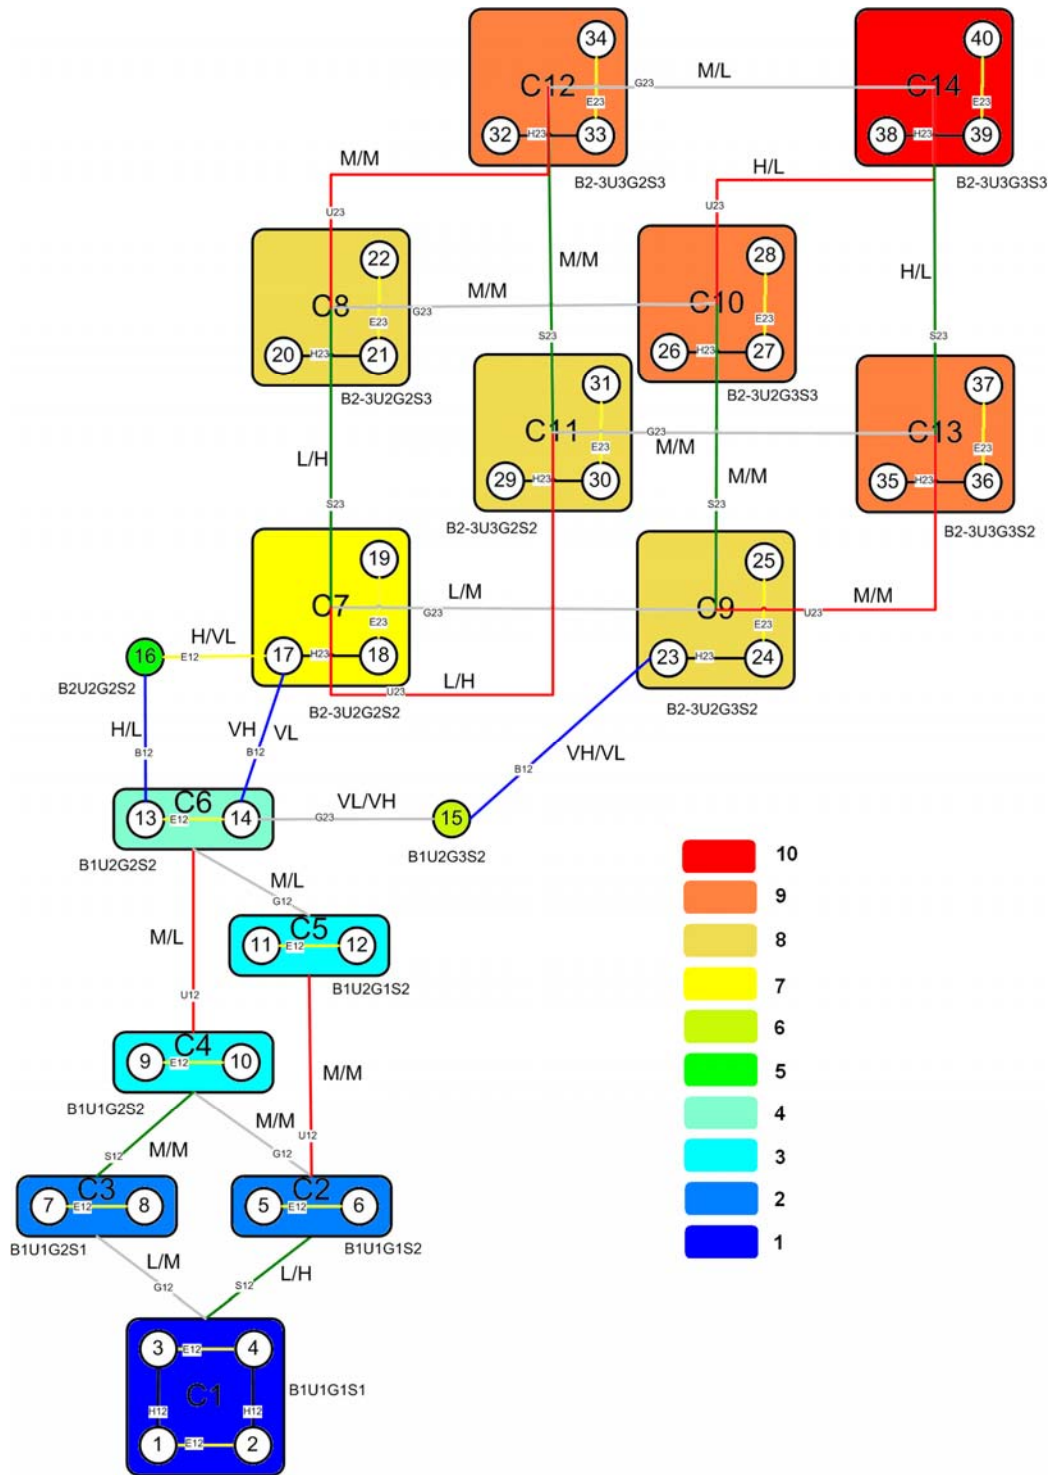 34
40
C12
G23
M/L
C14
E23
E23
32
H23
33
38
H23
39
M/M
B2-3U3G2S3
H/L
B2-3U3G3S3
U23
U23
22
28
M/M
H/L
C8
M/M
G23
C10
E23
E23
S23
S23
20
H23
21
26
H23
27
31
37
B2-3U2G2S3
B2-3U2G3S3
C11
G23
M/M
C13
E23
E23
L/H
29
H23
30
M/M
35
H23
36
S23
S23
B2-3U3G2S2
B2-3U3G3S2
19
25
C7
L/M
G23
C9
M/M
U23
E23
E23
H/VL
16
E12
17
H23
18
23
H23
24
B2U2G2S2
L/H
U23
B2-3U2G2S2
B2-3U2G3S2
H/L
VH
VL
B12
B12
VH/VL
B12
C6
VL/VH
13
E12
14
G23
15
B1U2G2S2
B1U2G3S2
10
M/L
9
G12
C5
M/L
11
E12
12
8
B1U2G1S2
7
U12
6
C4
9
E12
10
5
M/M
B1U1G2S2
4
M/M
U12
M/M
S12
G12
3
C3
C2
7
E12
8
5
E12
6
2
B1U1G2S1
B1U1G1S2
1
L/M
L/H
G12
S12
3
E12
4
C1
B1U1G1S1
H12
H12
1
E12
2